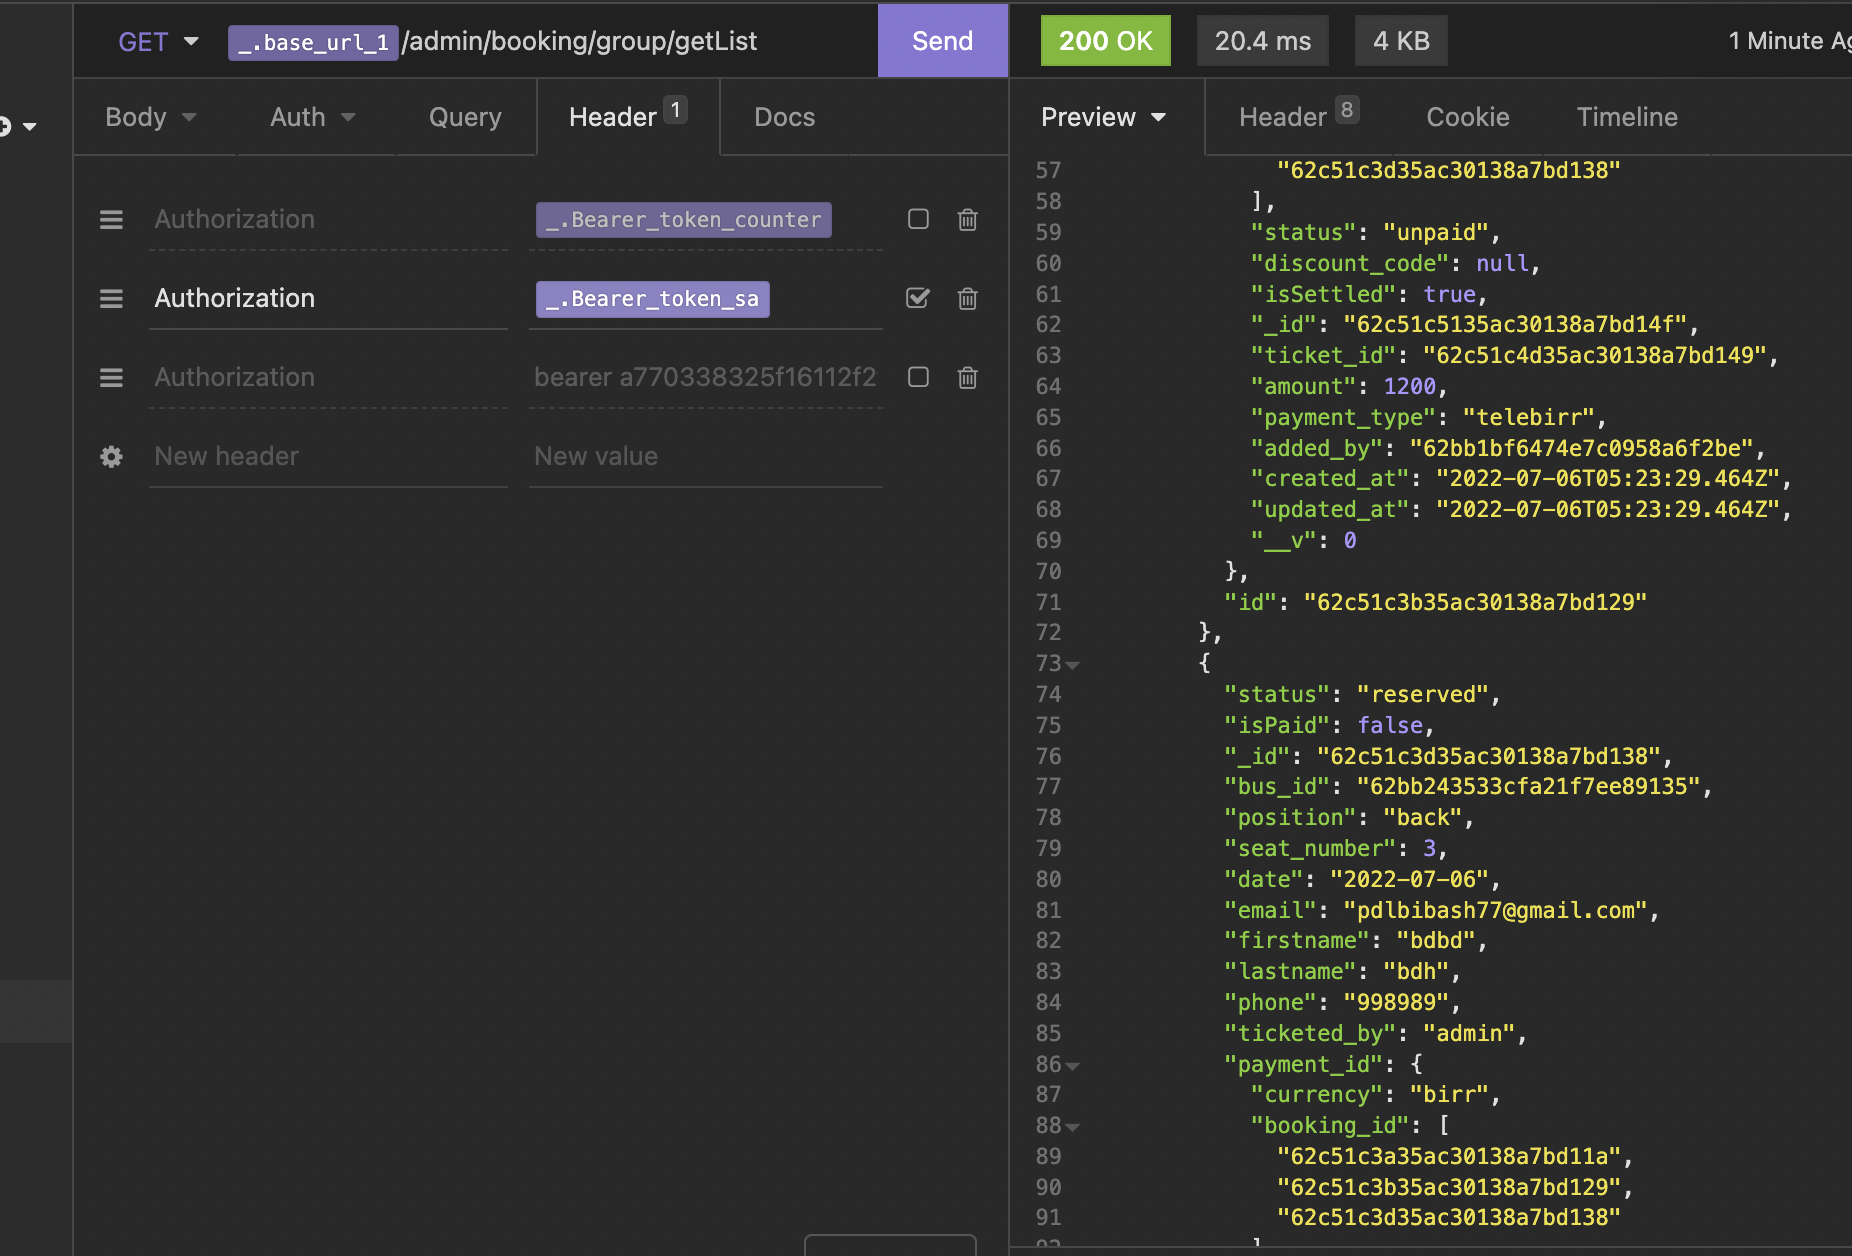 GET _.base_url_1 /admin/booking/group/getList Send
200 OK 20.4 ms 4 KB 1 Minute
Body Auth Query Header 1 Docs
Authorization _.Bearer_token_counter
Authorization _.Bearer_token_sa
Authorization bearer a770338325f16112f2
New header New value
Preview Header 8 Cookie Timeline
57 "62c51c3d35ac30138a7bd138"
58 ],
59 "status": "unpaid",
60 "discount_code": null,
61 "isSettled": true,
62 "_id": "62c51c5135ac30138a7bd14f",
63 "ticket_id": "62c51c4d35ac30138a7bd149",
64 "amount": 1200,
65 "payment_type": "telebirr",
66 "added_by": "62bb1bf6474e7c0958a6f2be",
67 "created_at": "2022-07-06T05:23:29.464Z",
68 "updated_at": "2022-07-06T05:23:29.464Z",
69 "__v": 0
70 },
71 "id": "62c51c3b35ac30138a7bd129"
72 },
73 {
74 "status": "reserved",
75 "isPaid": false,
76 "_id": "62c51c3d35ac30138a7bd138",
77 "bus_id": "62bb243533cfa21f7ee89135",
78 "position": "back",
79 "seat_number": 3,
80 "date": "2022-07-06",
81 "email": "pdlbibash77@gmail.com",
82 "firstname": "bdbd",
83 "lastname": "bdh",
84 "phone": "998989",
85 "ticketed_by": "admin",
86 "payment_id": {
87 "currency": "birr",
88 "booking_id": [
89 "62c51c3a35ac30138a7bd11a",
90 "62c51c3b35ac30138a7bd129",
91 "62c51c3d35ac30138a7bd138"